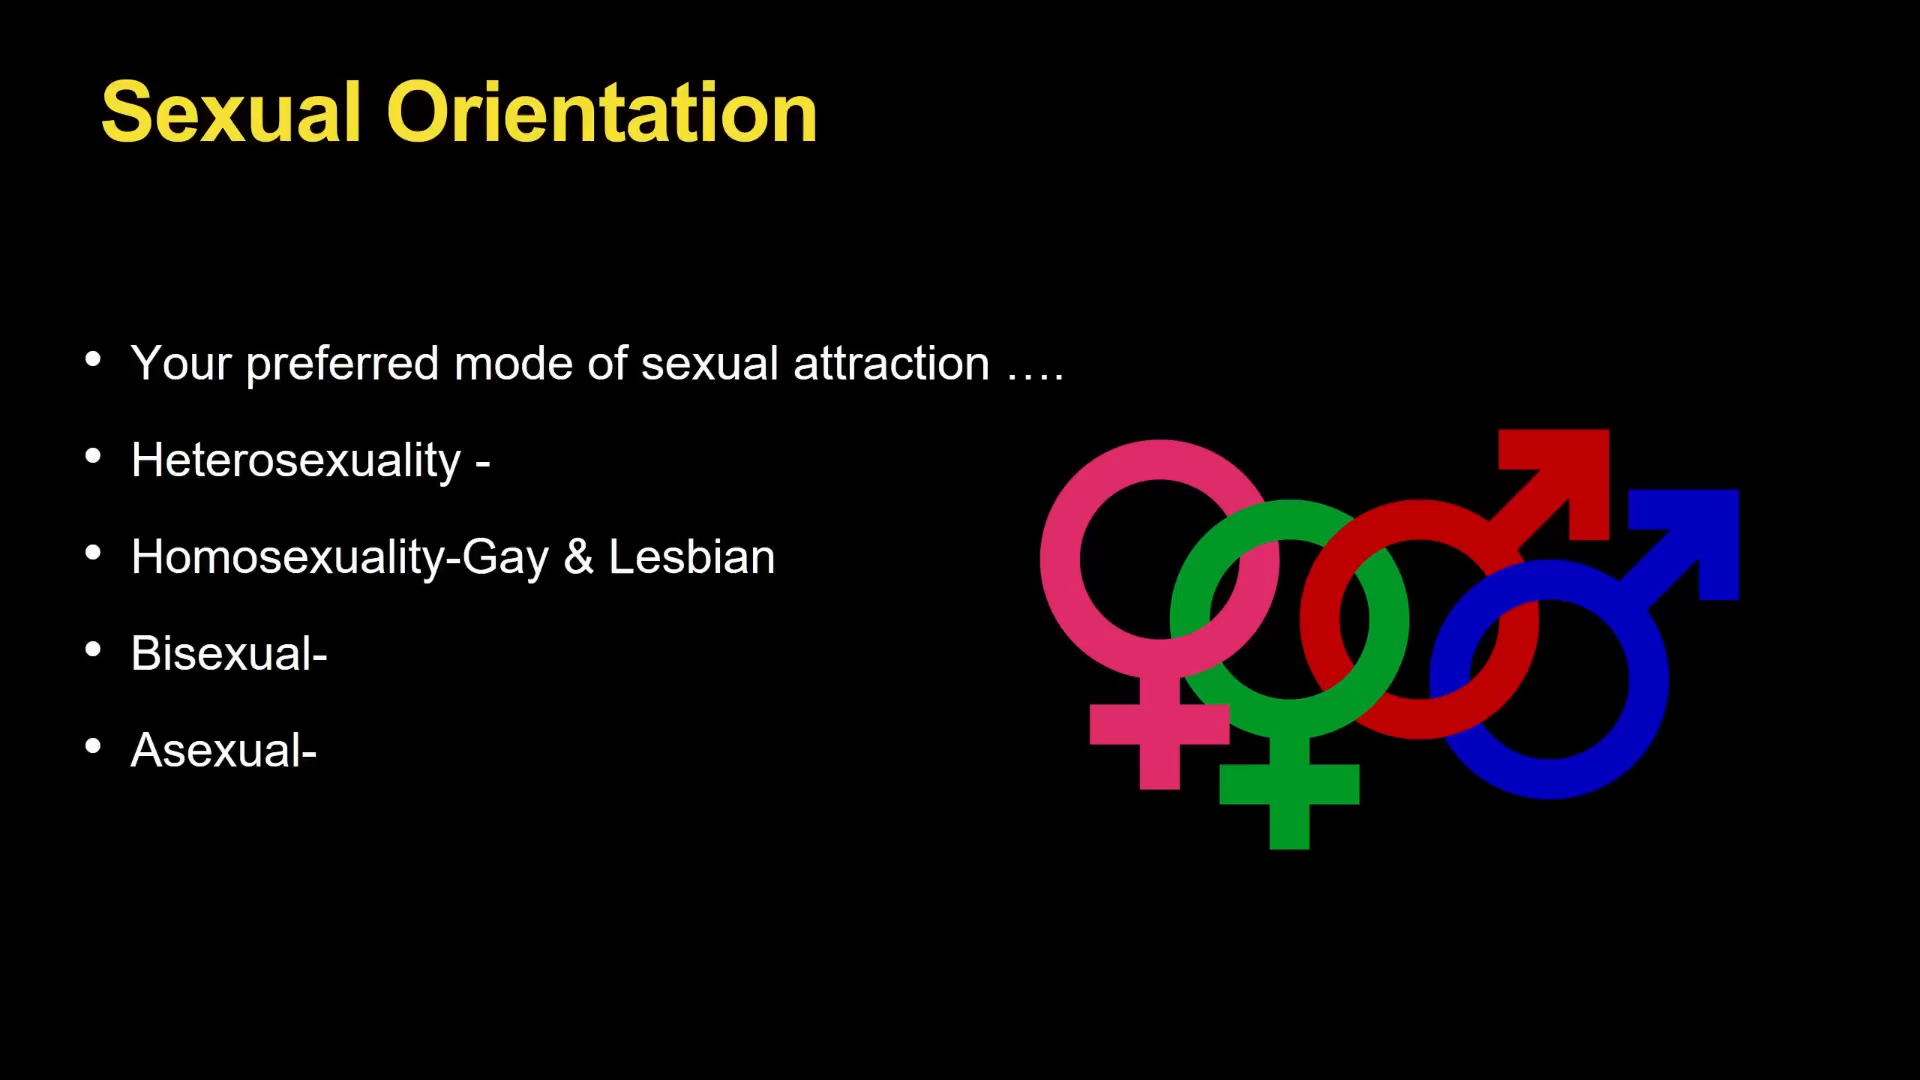 Sexual Orientation
• Your preferred mode of sexual attraction ….
• Heterosexuality -
• Homosexuality-Gay & Lesbian
• Bisexual-
• Asexual-